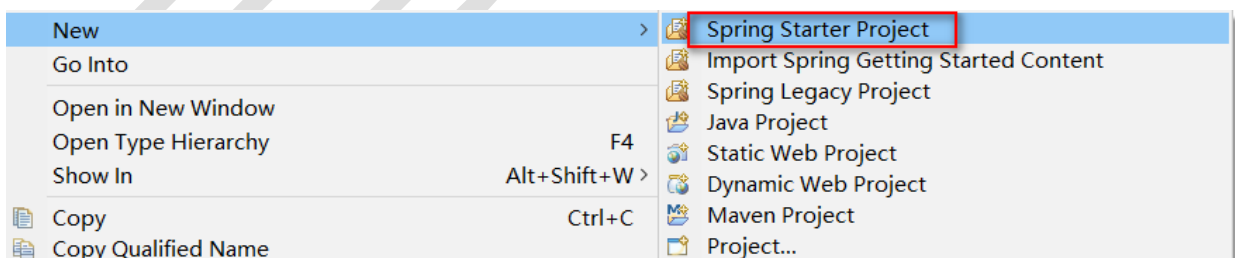 New >
Go Into
Open in New Window
Open Type Hierarchy F4
Show In Alt+Shift+W >
Copy Ctrl+C
Copy Qualified Name
Spring Starter Project
Import Spring Getting Started Content
Spring Legacy Project
Java Project
Static Web Project
Dynamic Web Project
Maven Project
Project...